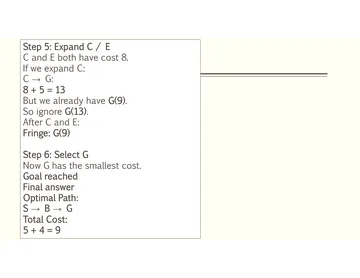 Step 5: Expand C / E
C and E both have cost 8.
If we expand C:
C → G:
8 + 5 = 13
But we already have G(9).
So ignore G(13).
After C and E:
Fringe: G(9)
Step 6: Select G
Now G has the smallest cost.
Goal reached
Final answer
Optimal Path:
S → B → G
Total Cost:
5 + 4 = 9